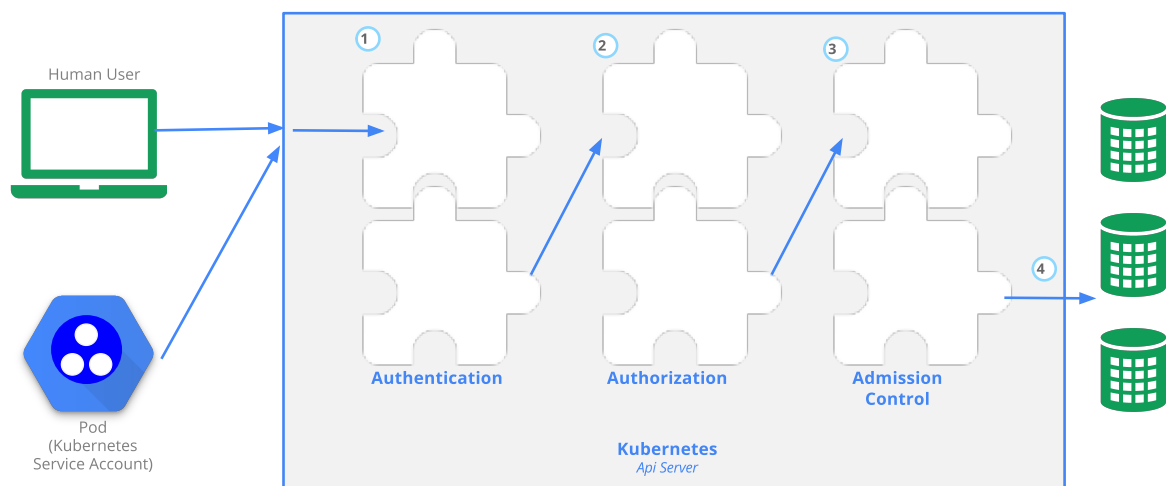 1
2
3
Human User
4
Authentication
Authorization
Admission
Control
Pod
(Kubernetes
Service Account)
Kubernetes
Api Server